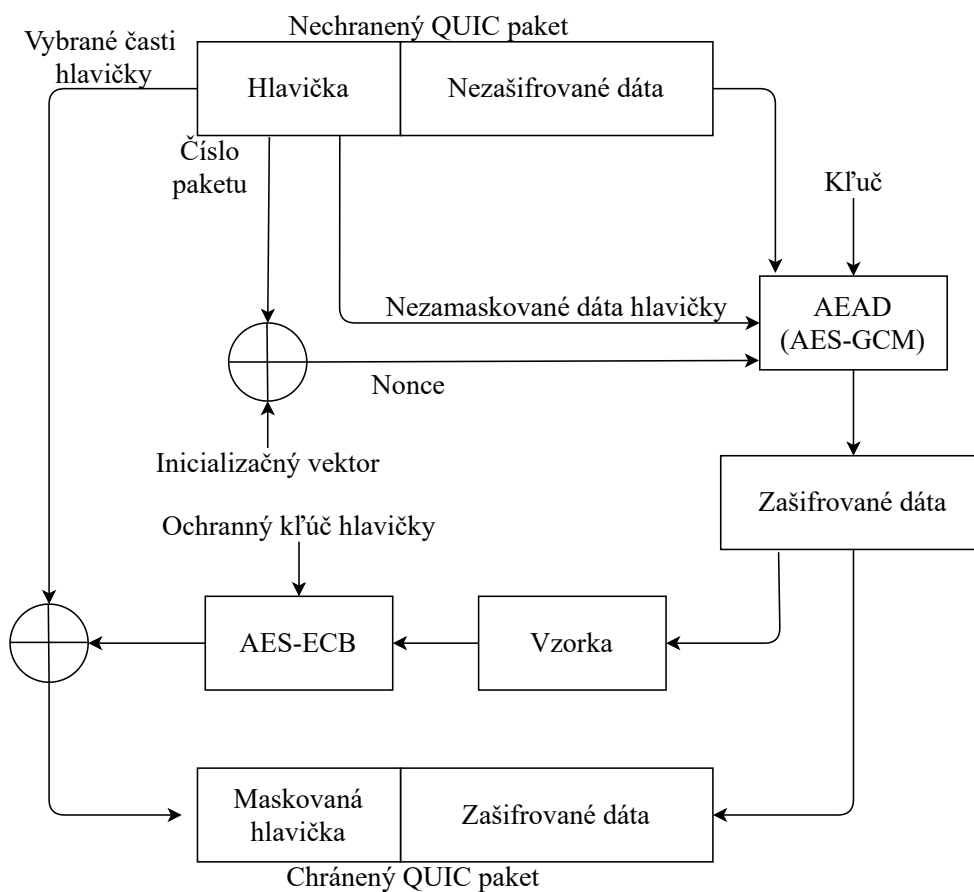 Nechranený QUIC paket
Vybrané časti
hlavičky
Hlavička
Nezašifrované dáta
Číslo
paketu
Kľuč
Nezamaskované dáta hlavičky
AEAD
(AES-GCM)
Nonce
Inicializačný vektor
Zašifrované dáta
Ochranný kľúč hlavičky
AES-ECB
Vzorka
Maskovaná
hlavička
Zašifrované dáta
Chránený QUIC paket